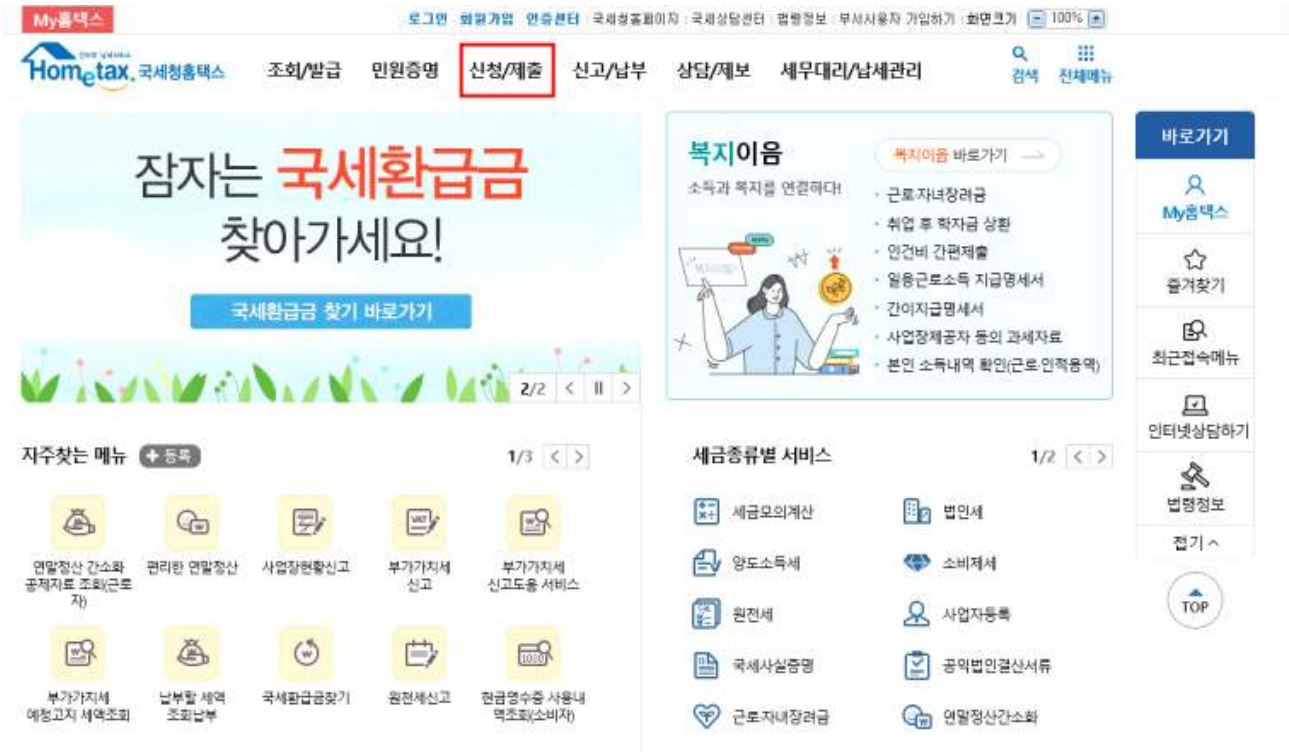 My홈택스
로그인 회원가입 인증센터 국세청홈페이지 국세상담센터 법령정보 부서사용자 가입하기 화면크기 100%
Hometax. 국세청홈택스 조회/발급 민원증명 신청/제출 신고/납부 상담/제보 세무대리/납세관리 검색 전체메뉴
잠자는 국세환급금
찾아가세요!
국세환급금 찾기 바로가기
2/2
복지이음
복지이음 바로가기
소득과 복지를 연결하다!
근로·자녀장려금
취업 후 학자금 상환
인건비 간편제출
일용근로소득 지급명세서
간이지급명세서
사업장제공자 등의 과세자료
본인 소득내역 확인(근로·인적용역)
바로가기
My홈택스
즐겨찾기
최근접속메뉴
인터넷상담하기
법령정보
접기
TOP
자주찾는 메뉴 + 등록 1/3
연말정산 간소화
공제자료 조회(근로
자)
편리한 연말정산
사업장현황신고
부가가치세
신고
부가가치세
신고도움 서비스
부가가치세
예정고지 세액조회
납부할 세액
조회납부
국세환급금찾기
원천세신고
현금영수증 사용내
역조회(소비자)
세금종류별 서비스 1/2
세금모의계산
법인세
양도소득세
소비제세
원천세
사업자등록
국세사실증명
공익법인결산서류
근로·자녀장려금
연말정산간소화